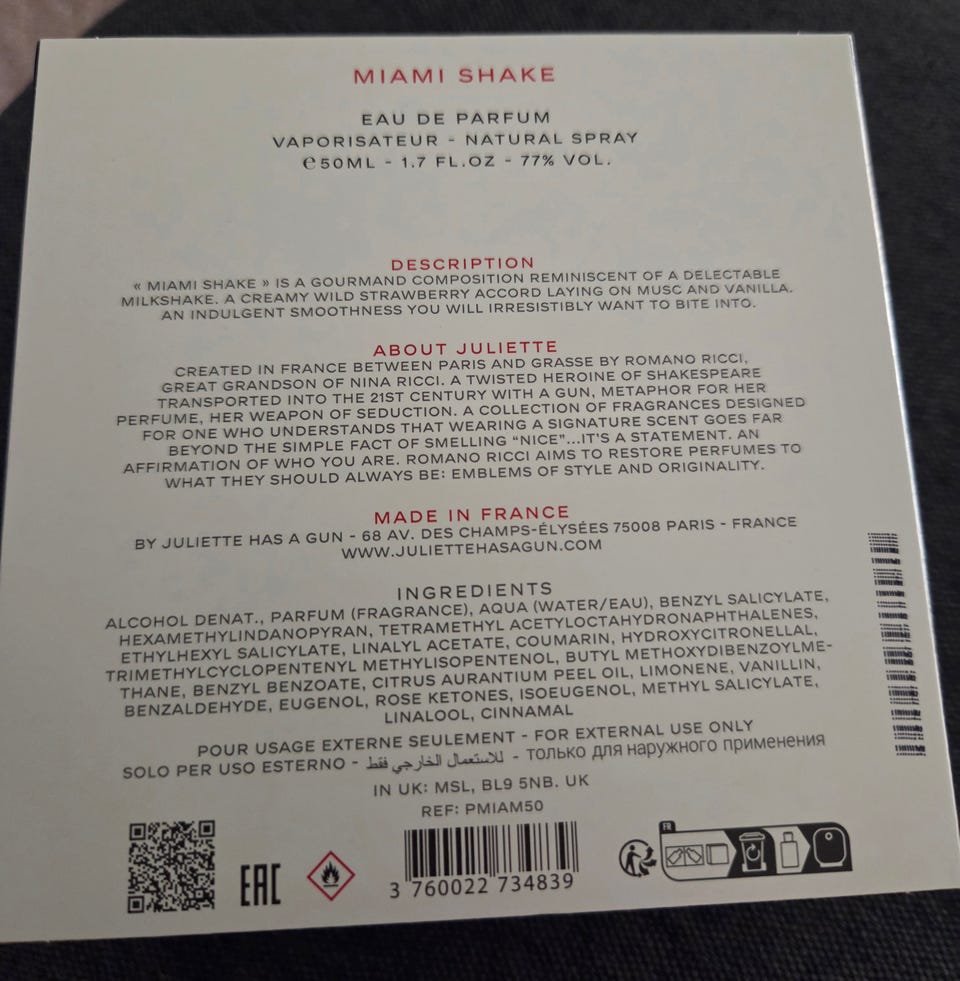 MIAMI SHAKE
EAU DE PARFUM
VAPORISATEUR - NATURAL SPRAY
℮50ML - 1.7 FL.OZ - 77% VOL.
DESCRIPTION
« MIAMI SHAKE » IS A GOURMAND COMPOSITION REMINISCENT OF A DELECTABLE
MILKSHAKE. A CREAMY WILD STRAWBERRY ACCORD LAYING ON MUSC AND VANILLA.
AN INDULGENT SMOOTHNESS YOU WILL IRRESISTIBLY WANT TO BITE INTO.
ABOUT JULIETTE
CREATED IN FRANCE BETWEEN PARIS AND GRASSE BY ROMANO RICCI,
GREAT GRANDSON OF NINA RICCI. A TWISTED HEROINE OF SHAKESPEARE
TRANSPORTED INTO THE 21ST CENTURY WITH A GUN, METAPHOR FOR HER
PERFUME, HER WEAPON OF SEDUCTION. A COLLECTION OF FRAGRANCES DESIGNED
FOR ONE WHO UNDERSTANDS THAT WEARING A SIGNATURE SCENT GOES FAR
BEYOND THE SIMPLE FACT OF SMELLING “NICE”...IT'S A STATEMENT. AN
AFFIRMATION OF WHO YOU ARE. ROMANO RICCI AIMS TO RESTORE PERFUMES TO
WHAT THEY SHOULD ALWAYS BE: EMBLEMS OF STYLE AND ORIGINALITY.
MADE IN FRANCE
BY JULIETTE HAS A GUN - 68 AV. DES CHAMPS-ÉLYSÉES 75008 PARIS - FRANCE
WWW.JULIETTEHASAGUN.COM
INGREDIENTS
ALCOHOL DENAT., PARFUM (FRAGRANCE), AQUA (WATER/EAU), BENZYL SALICYLATE,
HEXAMETHYLINDANOPYRAN, TETRAMETHYL ACETYLOCTAHYDRONAPHTHALENES,
ETHYLHEXYL SALICYLATE, LINALYL ACETATE, COUMARIN, HYDROXYCITRONELLAL,
TRIMETHYLCYCLOPENTENYL METHYLISOPENTENOL, BUTYL METHOXYDIBENZOYLME-
THANE, BENZYL BENZOATE, CITRUS AURANTIUM PEEL OIL, LIMONENE, VANILLIN,
BENZALDEHYDE, EUGENOL, ROSE KETONES, ISOEUGENOL, METHYL SALICYLATE,
LINALOOL, CINNAMAL
POUR USAGE EXTERNE SEULEMENT - FOR EXTERNAL USE ONLY
SOLO PER USO ESTERNO - للاستعمال الخارجي فقط - только для наружного применения
IN UK: MSL, BL9 5NB. UK
REF: PMIAM50
EAC
3 760022 734839
FR